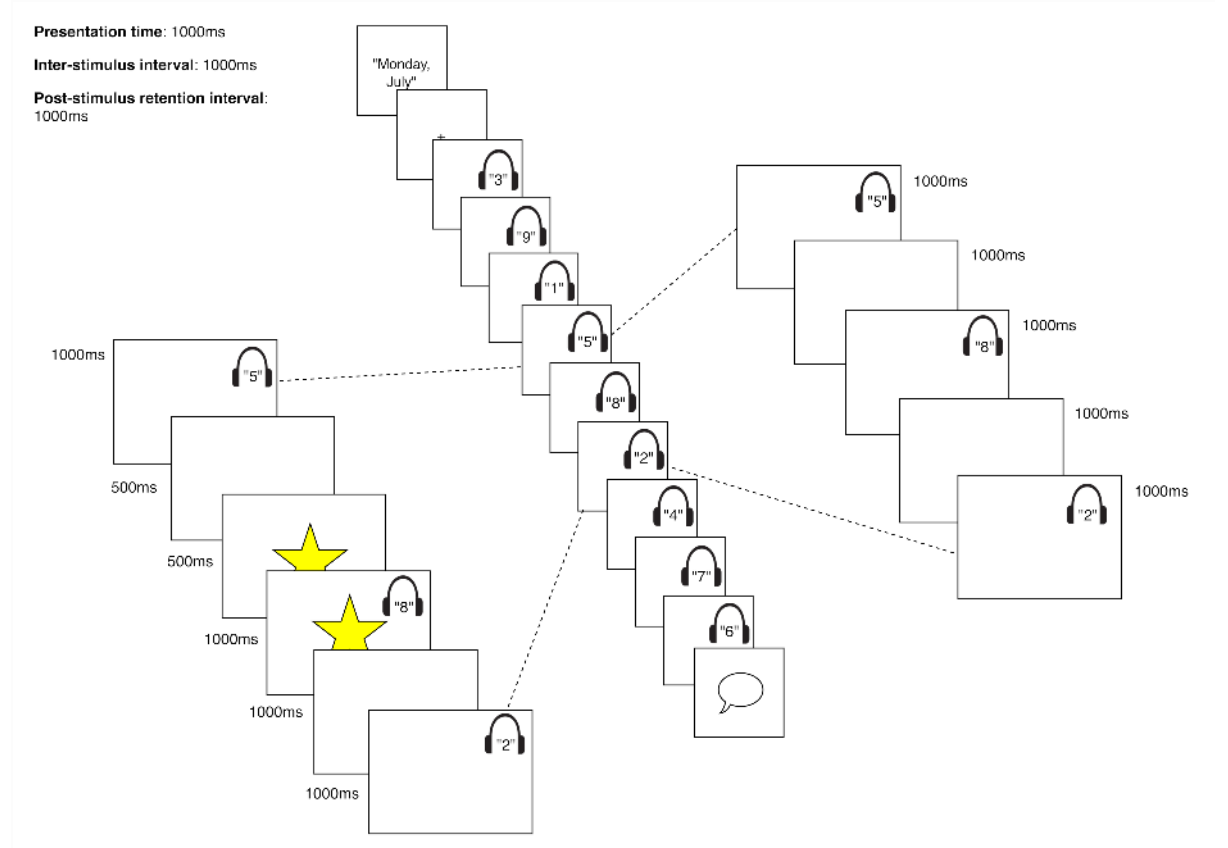 Presentation time: 1000ms
Inter-stimulus interval: 1000ms
Post-stimulus retention interval:
1000ms
"Monday,
July"
+
"3"
"9"
"1"
"5"
"8"
"2"
"4"
"7"
"6"
1000ms
"5"
500ms
500ms
1000ms
"8"
1000ms
1000ms
"2"
"5"
1000ms
1000ms
"8"
1000ms
1000ms
"2"
1000ms